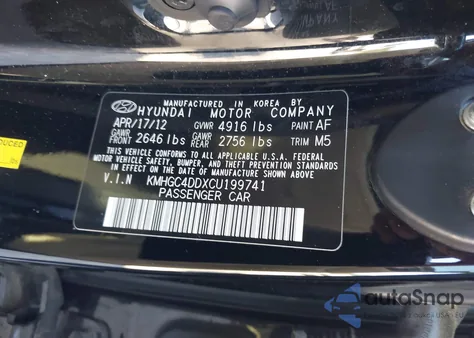 MANUFACTURED IN KOREA BY
HYUNDAI MOTOR COMPANY
APR/17/12 GVWR 4916 lbs PAINT AF
GAWR FRONT 2646 lbs GAWR REAR 2756 lbs TRIM M5
THIS VEHICLE CONFORMS TO ALL APPLICABLE U.S.
FEDERAL MOTOR VEHICLE SAFETY, BUMPER, AND THEFT PREVENTION STANDARDS
IN EFFECT ON THE DATE OF MANUFACTURE SHOWN ABOVE.
V.I.N KMHGC4DDXCU199741
PASSENGER CAR
autoSnap